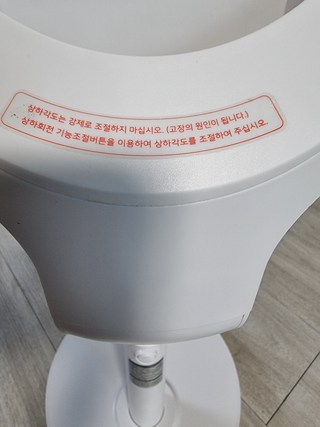 상하각도는 강제로 조절하지 마십시오. (고장의 원인이 됩니다.)
상하회전 기능조절버튼을 이용하여 상하각도를 조절하여 주십시오.